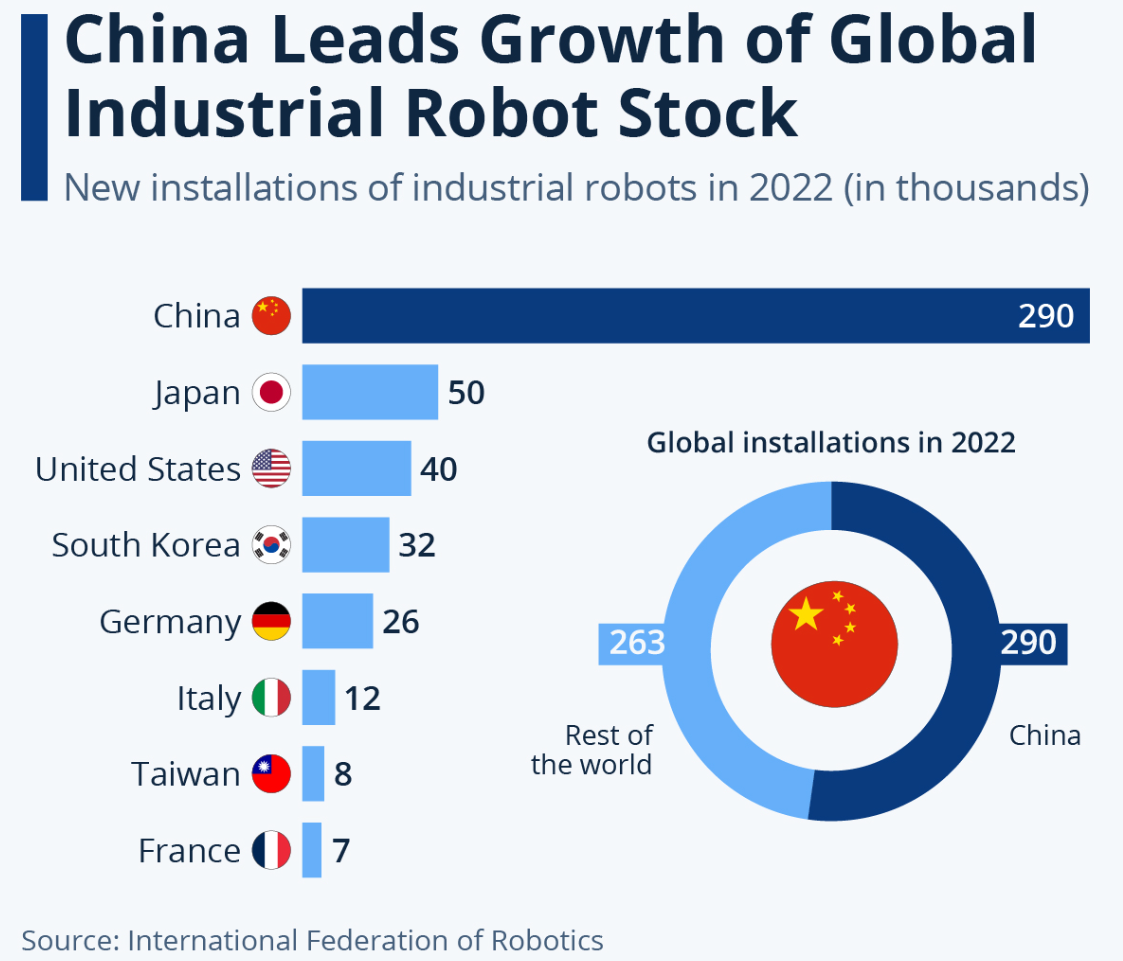 China Leads Growth of Global
Industrial Robot Stock
New installations of industrial robots in 2022 (in thousands)
China 290
Japan 50
United States 40
South Korea 32
Germany 26
Italy 12
Taiwan 8
France 7
Global installations in 2022
263
Rest of
the world
290
China
Source: International Federation of Robotics